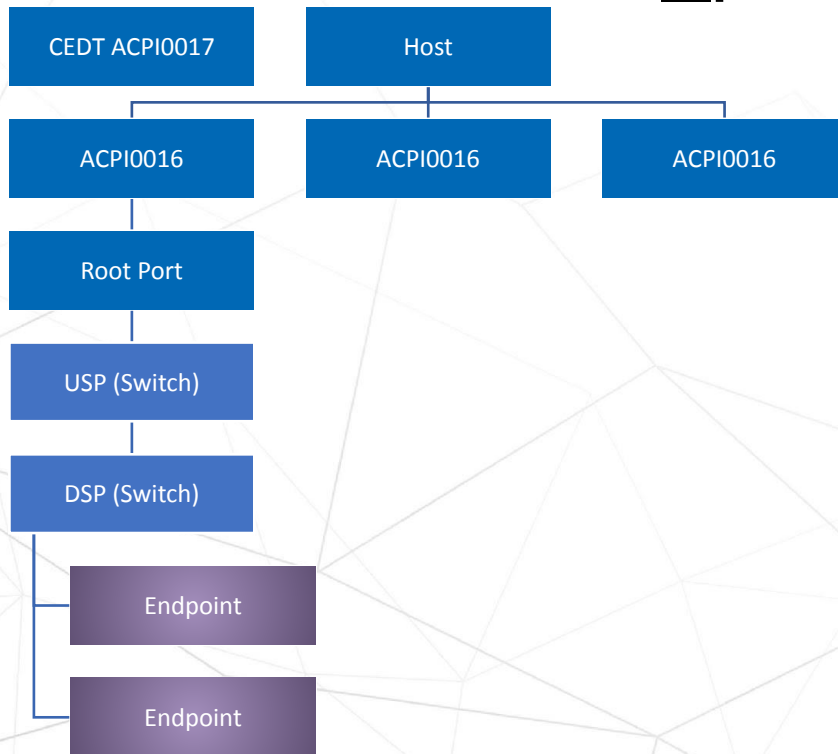 CEDT ACPI0017
Host
ACPI0016
ACPI0016
ACPI0016
Root Port
USP (Switch)
DSP (Switch)
Endpoint
Endpoint